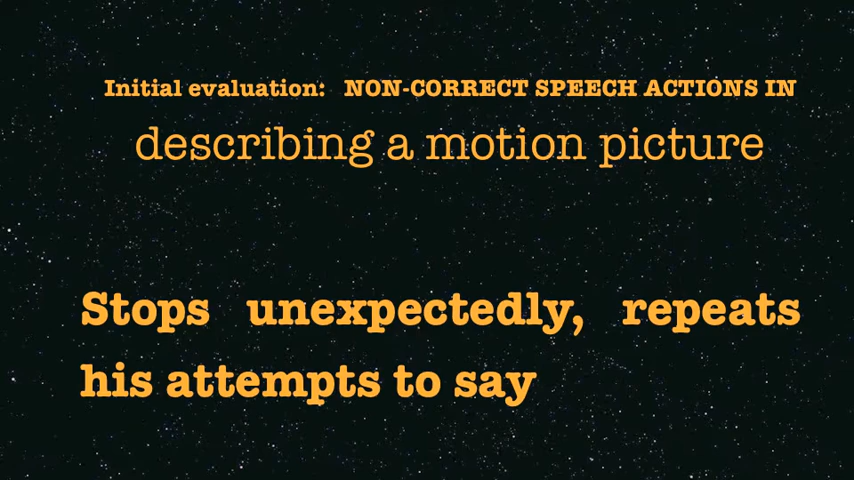 Initial evaluation: NON-CORRECT SPEECH ACTIONS IN
describing a motion picture
Stops unexpectedly, repeats
his attempts to say